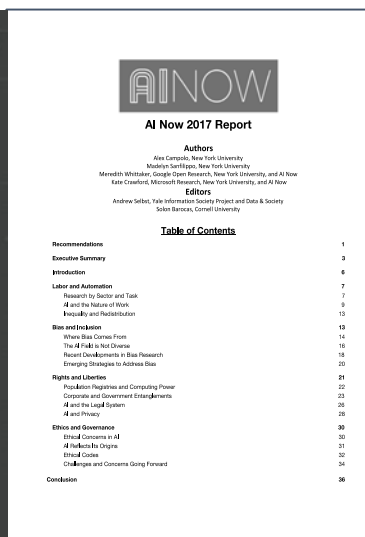 AINOW
AI Now 2017 Report
Authors
Alex Campolo, New York University
Madelyn Sanfilippo, New York University
Meredith Whittaker, Google Open Research, New York University, and AI Now
Kate Crawford, Microsoft Research, New York University, and AI Now
Editors
Andrew Selbst, Yale Information Society Project and Data & Society
Solon Barocas, Cornell University
Table of Contents
Recommendations 1
Executive Summary 3
Introduction 6
Labor and Automation 7
Research by Sector and Task 7
AI and the Nature of Work 9
Inequality and Redistribution 13
Bias and Inclusion 13
Where Bias Comes From 14
The AI Field is Not Diverse 16
Recent Developments in Bias Research 18
Emerging Strategies to Address Bias 20
Rights and Liberties 21
Population Registries and Computing Power 22
Corporate and Government Entanglements 23
AI and the Legal System 26
AI and Privacy 28
Ethics and Governance 30
Ethical Concerns in AI 30
AI Reflects Its Origins 31
Ethical Codes 32
Challenges and Concerns Going Forward 34
Conclusion 36